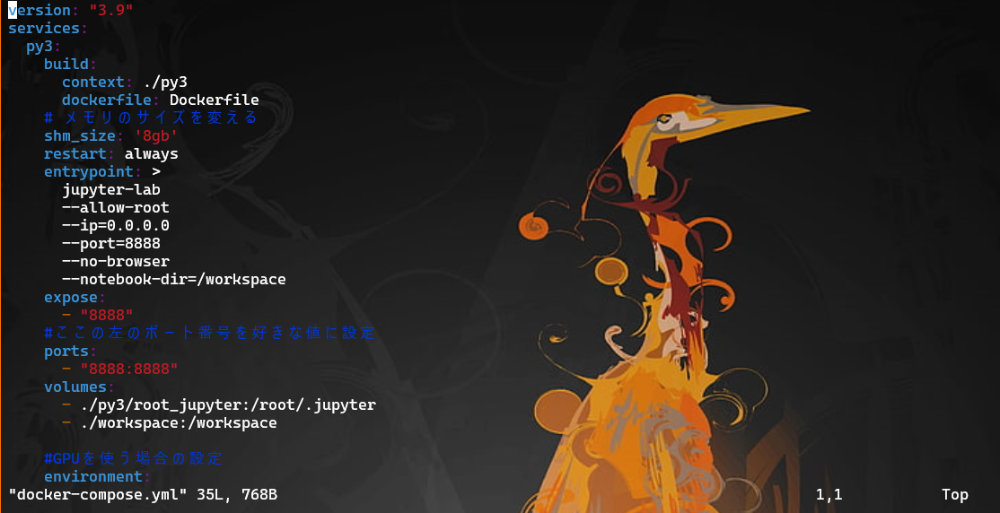 version: "3.9"
services:
  py3:
    build:
      context: ./py3
      dockerfile: Dockerfile
    # メモリのサイズを変える
    shm_size: '8gb'
    restart: always
    entrypoint: >
      jupyter-lab
      --allow-root
      --ip=0.0.0.0
      --port=8888
      --no-browser
      --notebook-dir=/workspace
    expose:
      - "8888"
    #ここの左のポート番号を好きな値に設定
    ports:
      - "8888:8888"
    volumes:
      - ./py3/root_jupyter:/root/.jupyter
      - ./workspace:/workspace
    #GPUを使う場合の設定
    environment:
"docker-compose.yml" 35L, 768B 1,1 Top